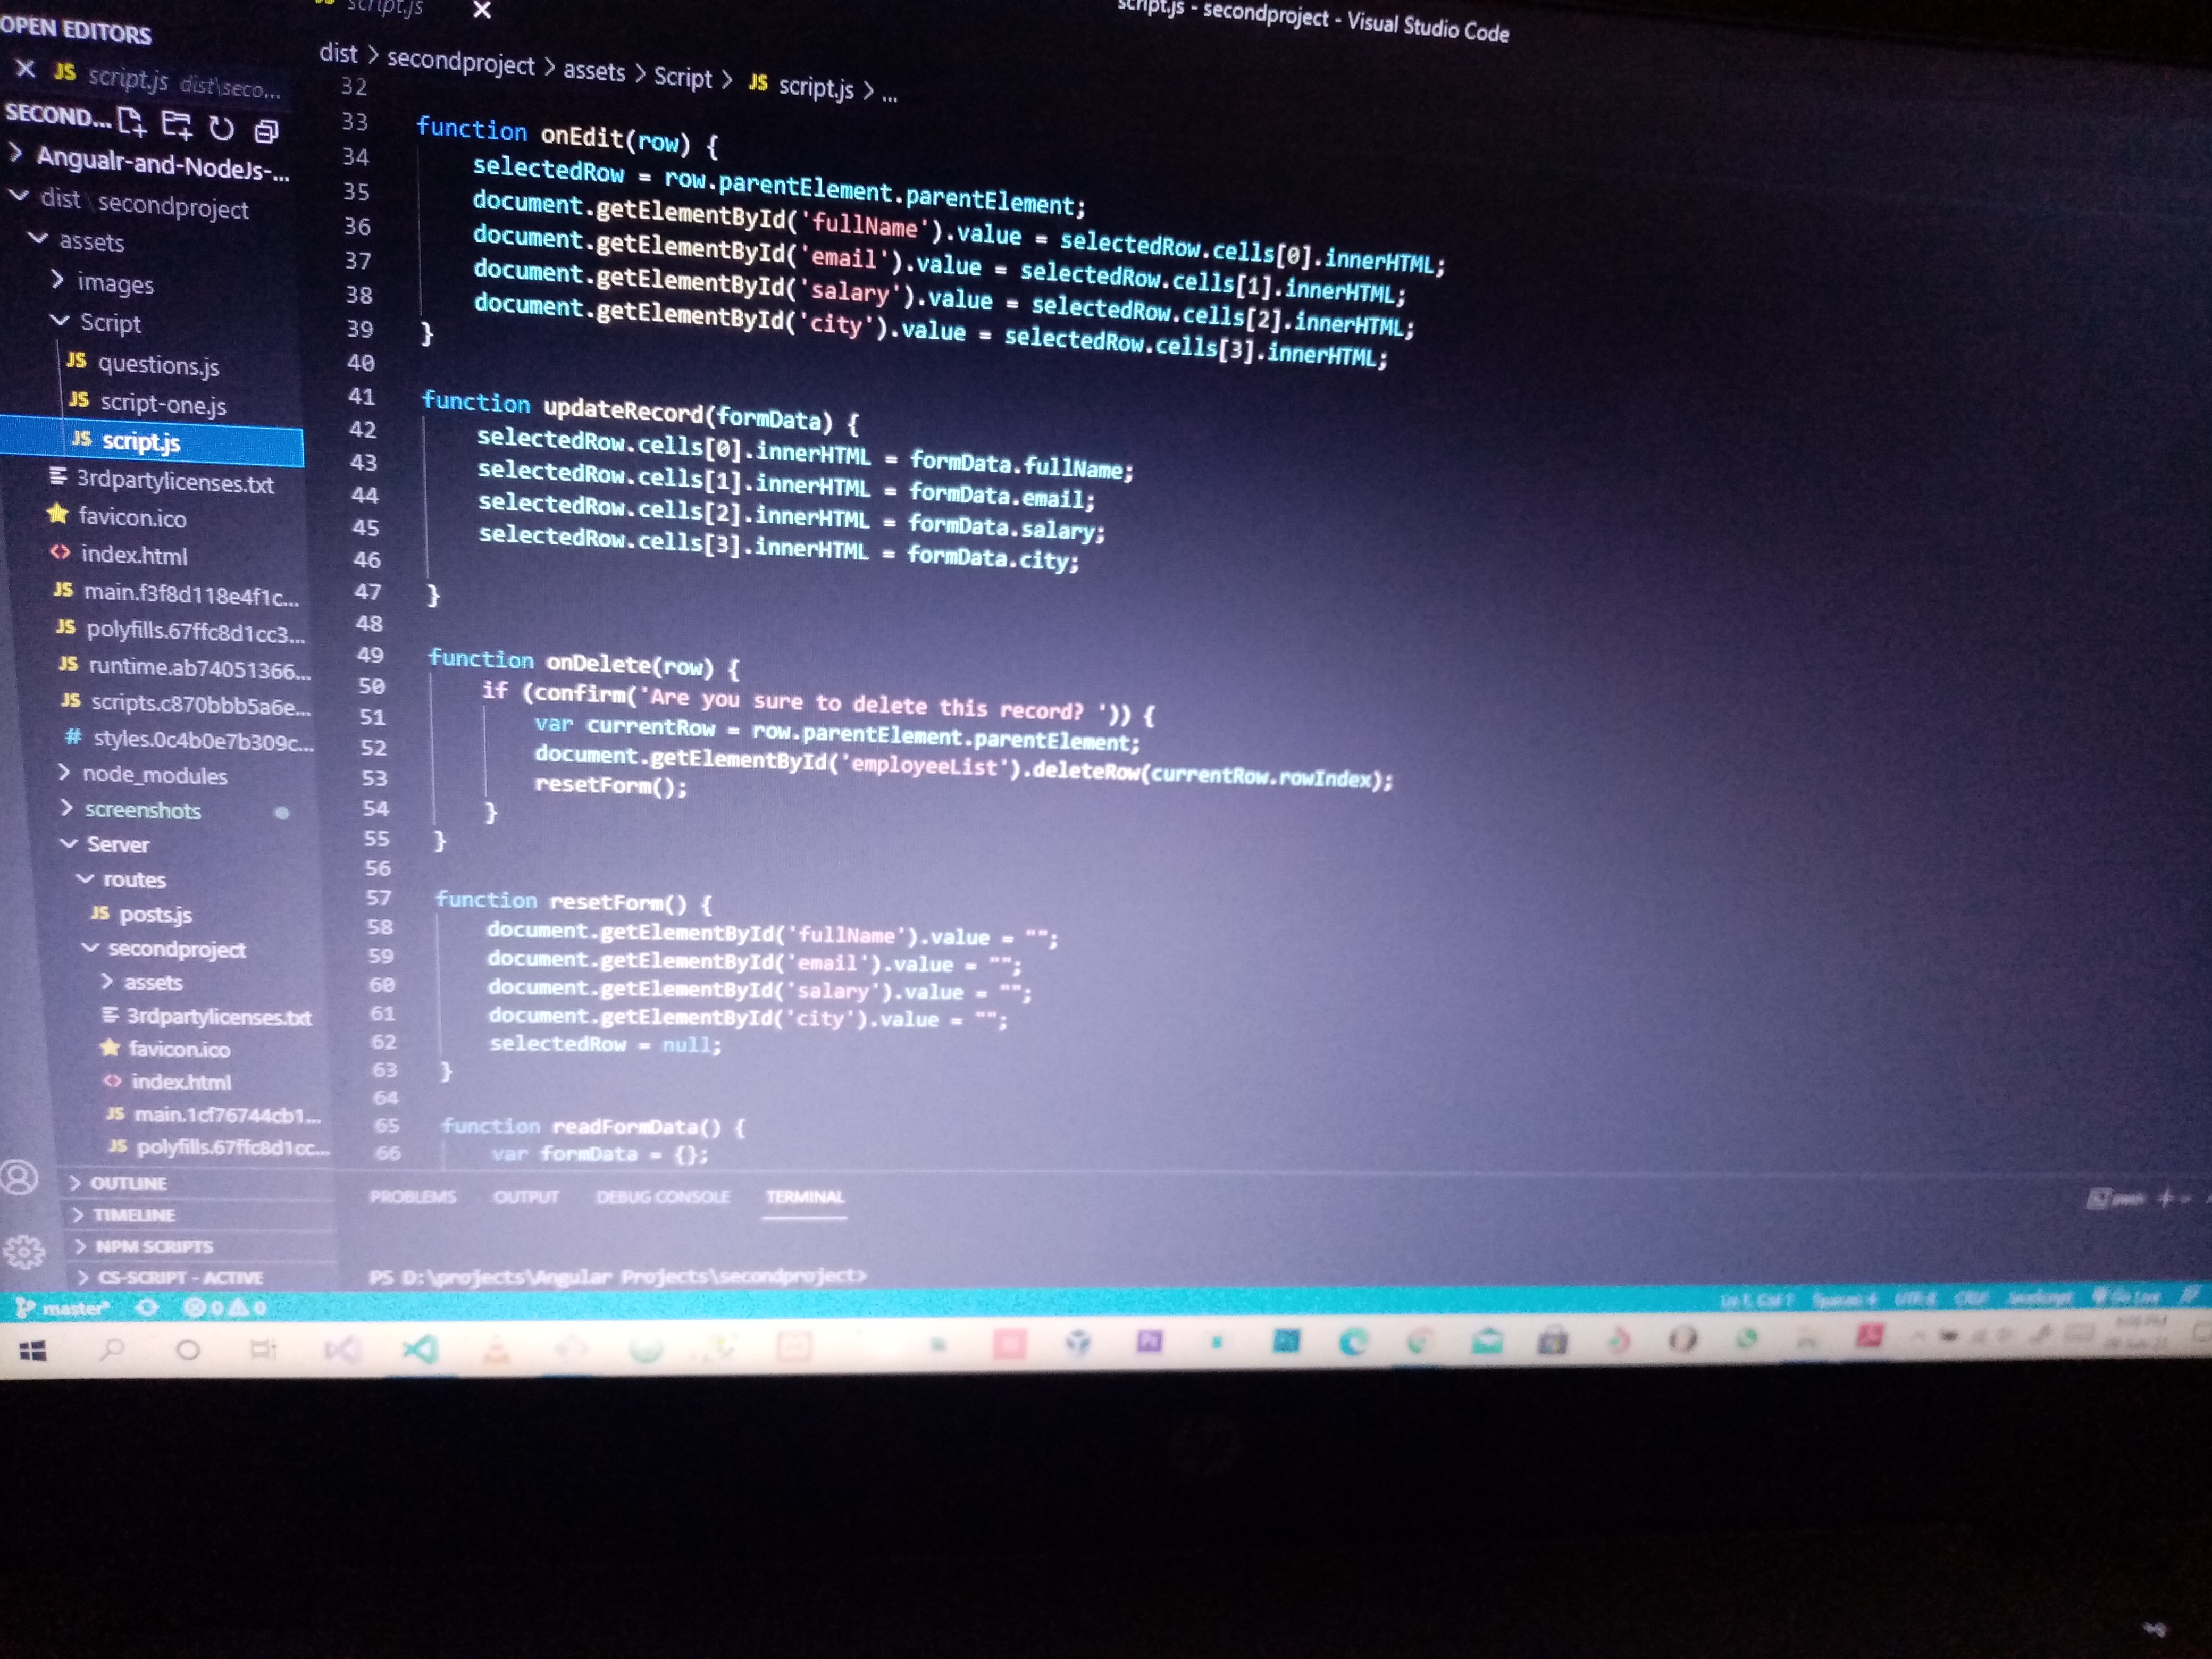 script.js
script.js - secondproject - Visual Studio Code
OPEN EDITORS
JS script.js dist\seco...
SECOND...
Angualr-and-NodeJs-...
dist \ secondproject
assets
images
Script
JS questions.js
JS script-one.js
JS script.js
3rdpartylicenses.txt
favicon.ico
<> index.html
JS main.f3f8d118e4f1c...
JS polyfills.67ffc8d1cc3...
JS runtime.ab74051366...
JS scripts.c870bbb5a6e...
# styles.0c4b0e7b309c...
node_modules
screenshots
Server
routes
JS posts.js
secondproject
assets
3rdpartylicenses.txt
favicon.ico
<> index.html
JS main.1cf76744cb1...
JS polyfills.67ffc8d1cc...
OUTLINE
TIMELINE
NPM SCRIPTS
CS-SCRIPT - ACTIVE
dist > secondproject > assets > Script > JS script.js > ...
32
33 function onEdit(row) {
34 selectedRow = row.parentElement.parentElement;
35 document.getElementById('fullName').value = selectedRow.cells[0].innerHTML;
36 document.getElementById('email').value = selectedRow.cells[1].innerHTML;
37 document.getElementById('salary').value = selectedRow.cells[2].innerHTML;
38 document.getElementById('city').value = selectedRow.cells[3].innerHTML;
39 }
40
41 function updateRecord(formData) {
42 selectedRow.cells[0].innerHTML = formData.fullName;
43 selectedRow.cells[1].innerHTML = formData.email;
44 selectedRow.cells[2].innerHTML = formData.salary;
45 selectedRow.cells[3].innerHTML = formData.city;
46
47 }
48
49 function onDelete(row) {
50 if (confirm('Are you sure to delete this record? ')) {
51 var currentRow = row.parentElement.parentElement;
52 document.getElementById('employeeList').deleteRow(currentRow.rowIndex);
53 resetForm();
54 }
55 }
56
57 function resetForm() {
58 document.getElementById('fullName').value = "";
59 document.getElementById('email').value = "";
60 document.getElementById('salary').value = "";
61 document.getElementById('city').value = "";
62 selectedRow = null;
63 }
64
65 function readFormData() {
66 var formData = {};
PROBLEMS OUTPUT DEBUG CONSOLE TERMINAL
PS D:\projects\Angular Projects\secondproject>
master* 0 0